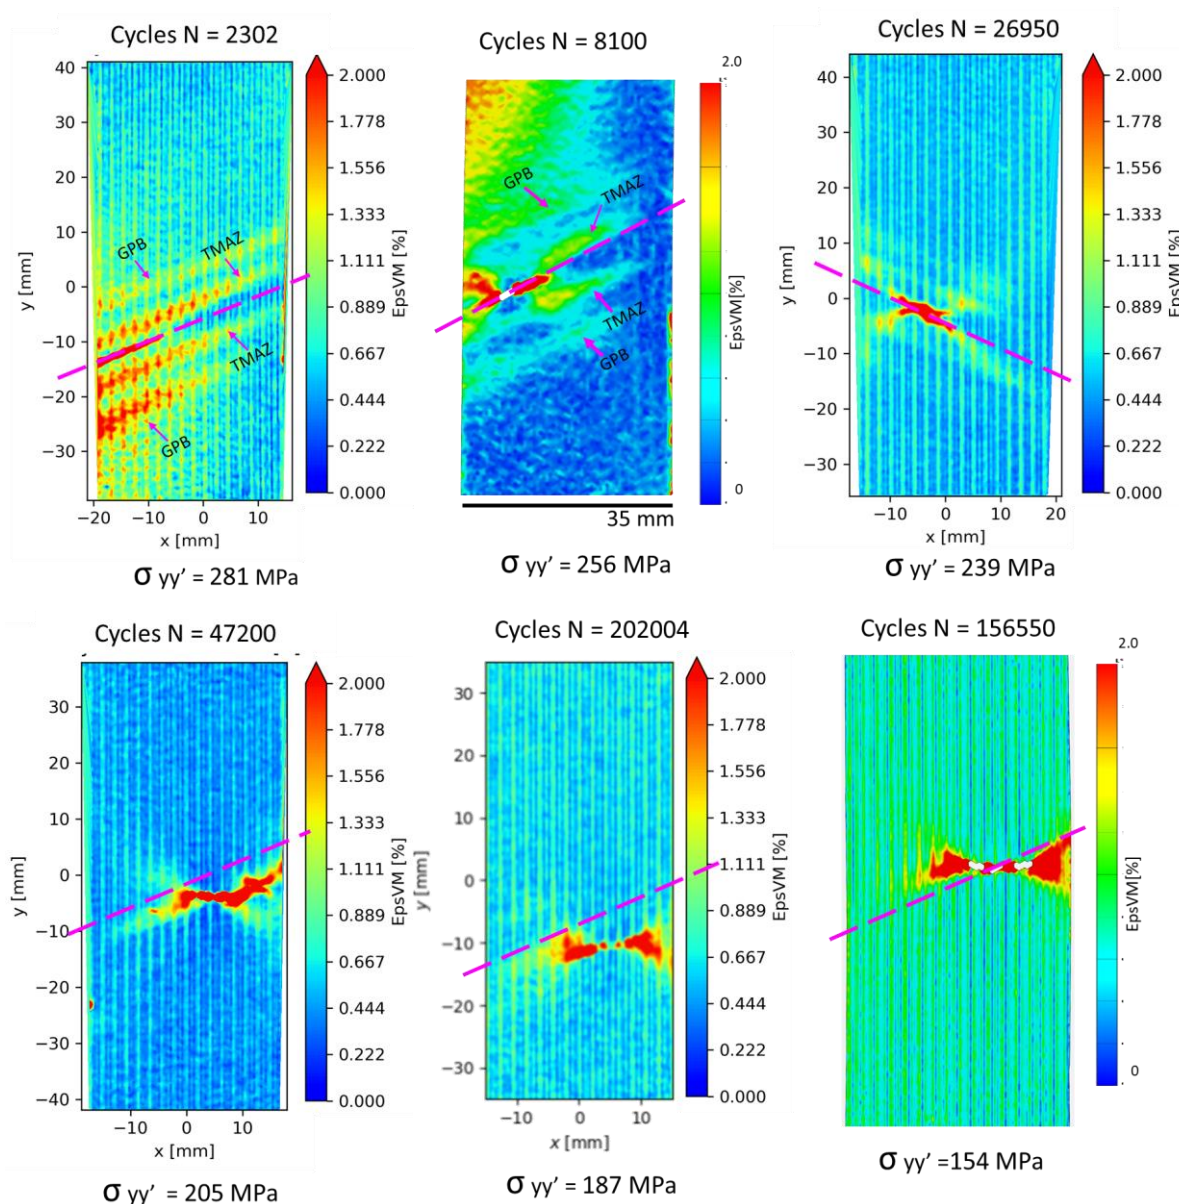 Cycles N = 2302
40
30
20
10
0
−10
−20
−30
y [mm]
−20 −10 0 10
x [mm]
GPB
TMAZ
TMAZ
GPB
2.000
1.778
1.556
1.333
1.111
0.889
0.667
0.444
0.222
0.000
EpsVM [%]
σ yy' = 281 MPa
Cycles N = 8100
GPB
TMAZ
TMAZ
GPB
2.0
0
EpsVM[%]
35 mm
σ yy' = 256 MPa
Cycles N = 26950
40
30
20
10
0
−10
−20
−30
y [mm]
−10 0 10 20
x [mm]
2.000
1.778
1.556
1.333
1.111
0.889
0.667
0.444
0.222
0.000
EpsVM [%]
σ yy' = 239 MPa
Cycles N = 47200
30
20
10
0
−10
−20
−30
−40
y [mm]
−10 0 10
x [mm]
2.000
1.778
1.556
1.333
1.111
0.889
0.667
0.444
0.222
0.000
EpsVM [%]
σ yy' = 205 MPa
Cycles N = 202004
30
20
10
0
−10
−20
−30
y [mm]
−10 0 10
x [mm]
2.000
1.778
1.556
1.333
1.111
0.889
0.667
0.444
0.222
0.000
EpsVM [%]
σ yy' = 187 MPa
Cycles N = 156550
2.0
0
EpsVM[%]
σ yy' =154 MPa